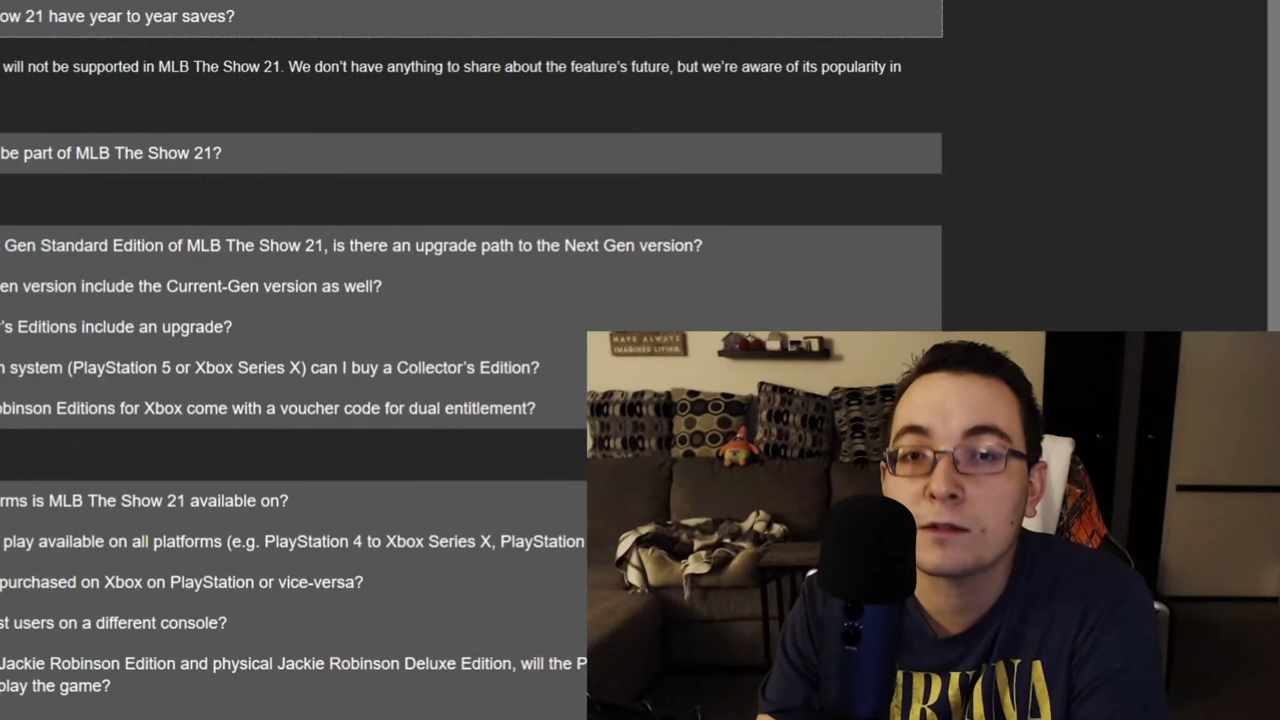 ow 21 have year to year saves?
will not be supported in MLB The Show 21. We don't have anything to share about the feature's future, but we're aware of its popularity in
be part of MLB The Show 21?
Gen Standard Edition of MLB The Show 21, is there an upgrade path to the Next Gen version?
en version include the Current-Gen version as well?
's Editions include an upgrade?
n system (PlayStation 5 or Xbox Series X) can I buy a Collector's Edition?
obinson Editions for Xbox come with a voucher code for dual entitlement?
rms is MLB The Show 21 available on?
play available on all platforms (e.g. PlayStation 4 to Xbox Series X, PlayStation
purchased on Xbox on PlayStation or vice-versa?
st users on a different console?
Jackie Robinson Edition and physical Jackie Robinson Deluxe Edition, will the P
play the game?
HAVE ALWAYS
IMAGINED LIVING
NIRVANA